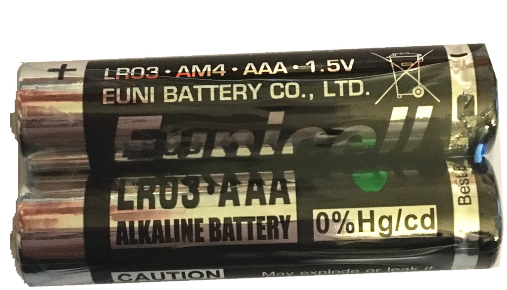 + LR03 · AM4 · AAA · 1.5V -
EUNI BATTERY CO., LTD.
Eunicell
LR03·AAA
ALKALINE BATTERY
0%Hg/cd
Best
CAUTION
May explode or leak if